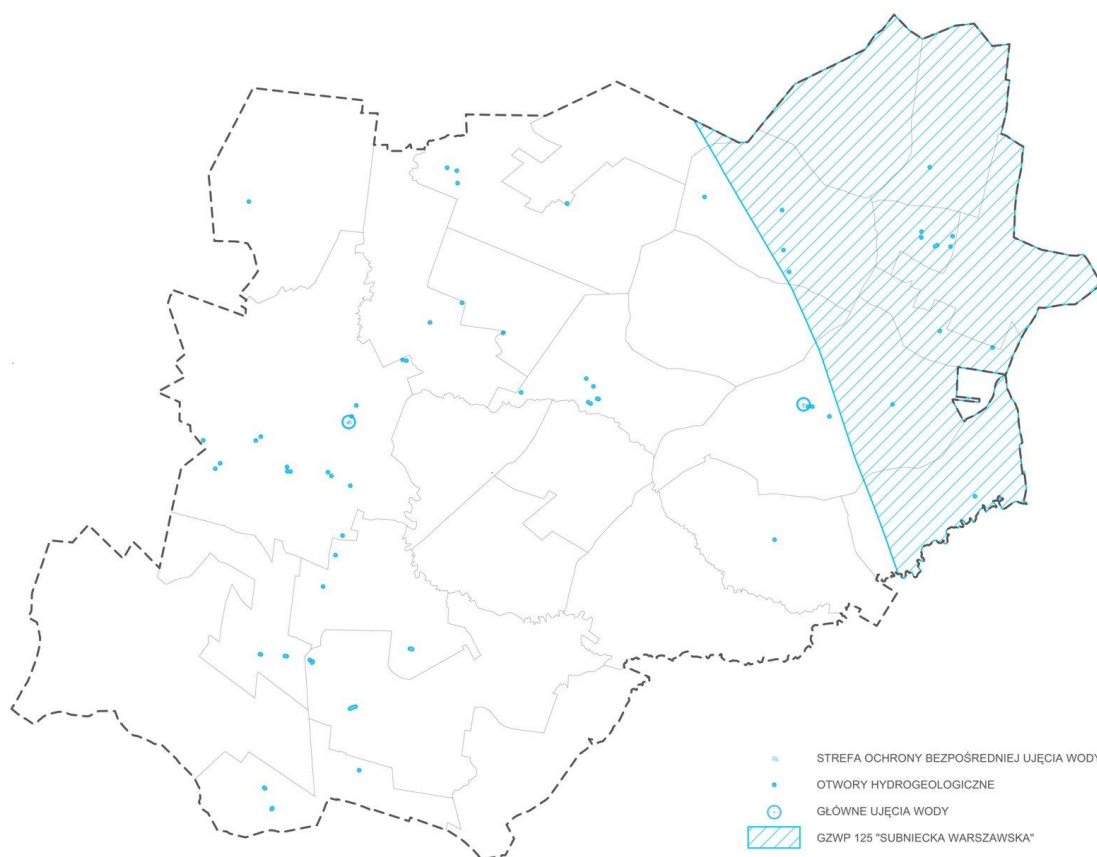 STREFA OCHRONY BEZPOŚREDNIEJ UJĘCIA WODY
OTWORY HYDROGEOLOGICZNE
GŁÓWNE UJĘCIA WODY
GZWP 125 "SUBNIECKA WARSZAWSKA"